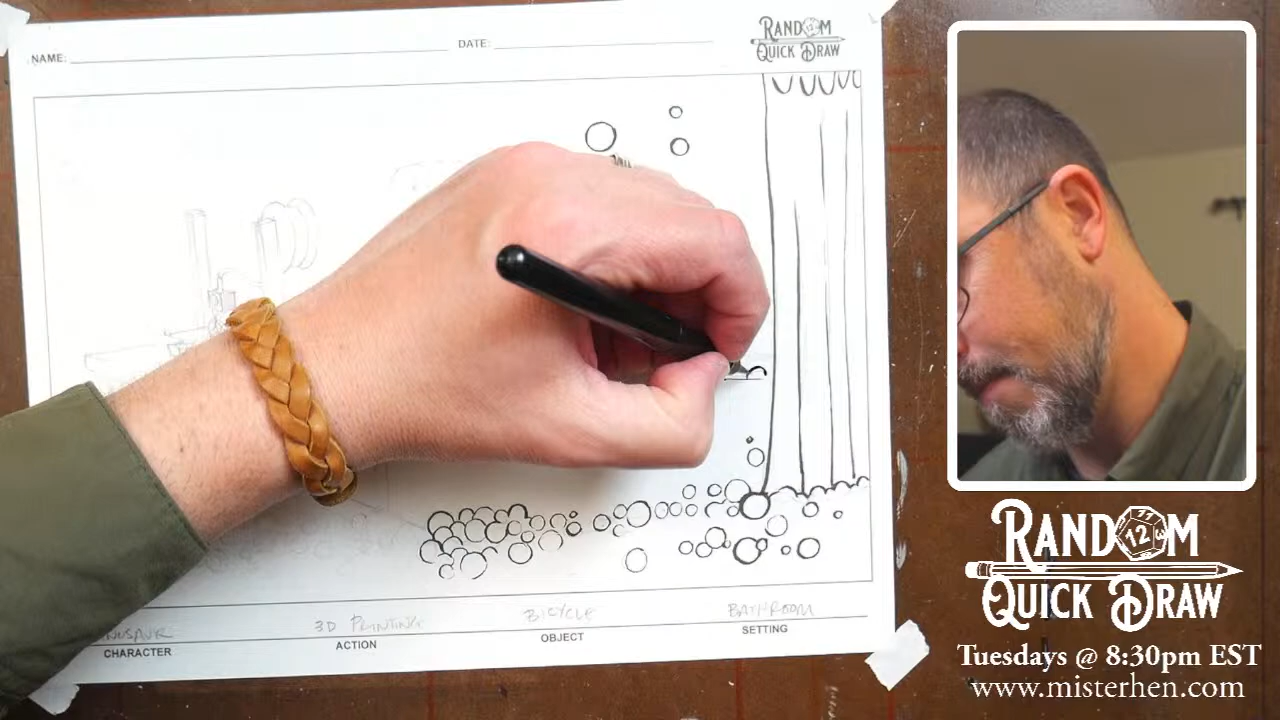 NAME:
DATE:
RANDOM
QUICK DRAW
3D PRINTING
BICYCLE
BATHROOM
CHARACTER
ACTION
OBJECT
SETTING
RANDOM
12
QUICK DRAW
Tuesdays @ 8:30pm EST
www.misterhen.com